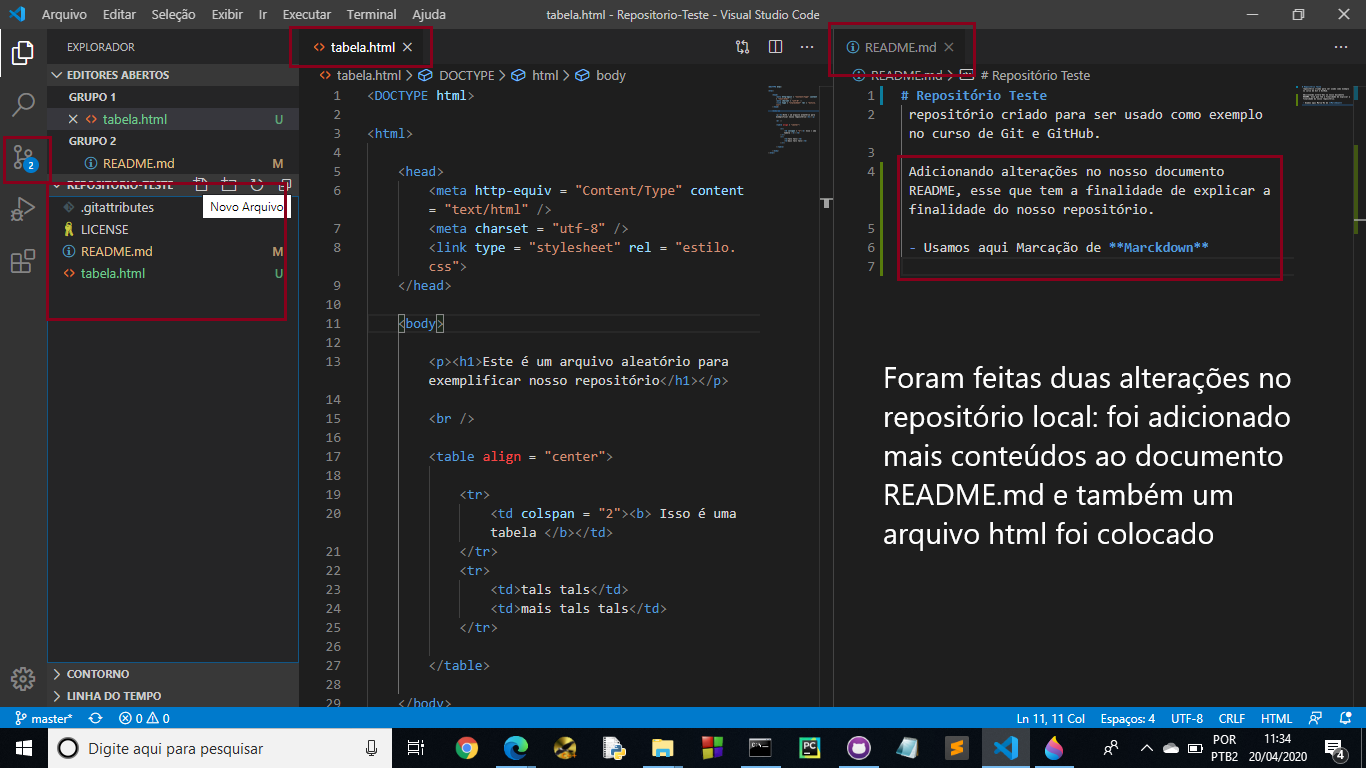 Arquivo Editar Seleção Exibir Ir Executar Terminal Ajuda
tabela.html - Repositorio-Teste - Visual Studio Code
EXPLORADOR
EDITORES ABERTOS
GRUPO 1
tabela.html U
GRUPO 2
README.md M
REPOSITORIO-TESTE
Novo Arquivo
.gitattributes
LICENSE
README.md M
tabela.html U
CONTORNO
LINHA DO TEMPO
2
tabela.html
tabela.html > DOCTYPE > html > body
1 <DOCTYPE html>
2
3 <html>
4
5 <head>
6 <meta http-equiv = "Content/Type" content
= "text/html" />
7 <meta charset = "utf-8" />
8 <link type = "stylesheet" rel = "estilo.
css">
9 </head>
10
11 <body>
12
13 <p><h1>Este é um arquivo aleatório para
exemplificar nosso repositório</h1></p>
14
15 <br />
16
17 <table align = "center">
18
19 <tr>
20 <td colspan = "2"><b> Isso é uma
tabela </b></td>
21 </tr>
22 <tr>
23 <td>tals tals</td>
24 <td>mais tals tals</td>
25 </tr>
26
27 </table>
28
29 </body>
README.md
README.md > # Repositório Teste
1 # Repositório Teste
2 repositório criado para ser usado como exemplo
no curso de Git e GitHub.
3
4 Adicionando alterações no nosso documento
README, esse que tem a finalidade de explicar a
finalidade do nosso repositório.
5
6 - Usamos aqui Marcação de **Marckdown**
7
Foram feitas duas alterações no
repositório local: foi adicionado
mais conteúdos ao documento
README.md e também um
arquivo html foi colocado
master* 0 0
Ln 11, 11 Col Espaços: 4 UTF-8 CRLF HTML
Digite aqui para pesquisar
POR
PTB2
11:34
20/04/2020
4